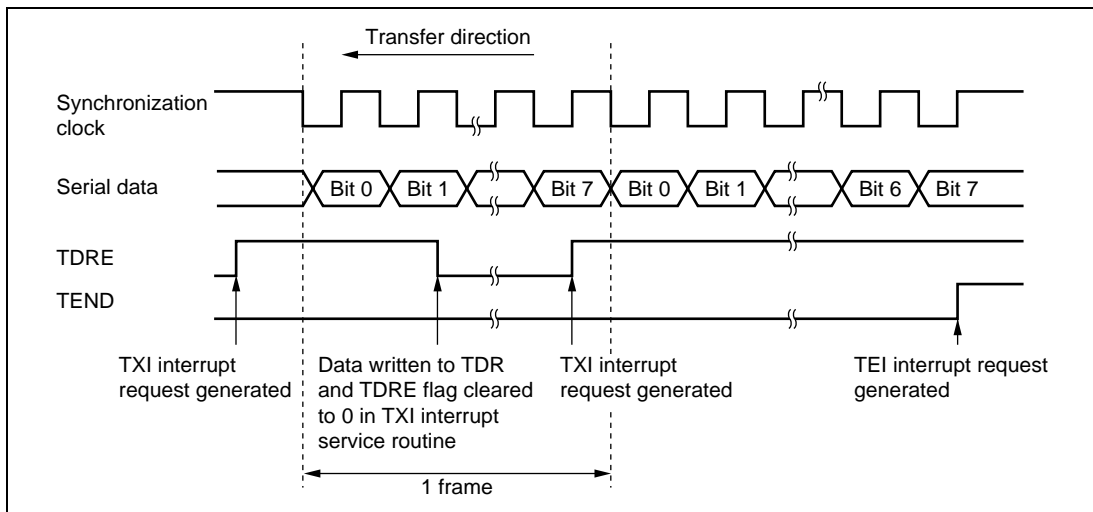 Transfer direction
Synchronization
clock
Serial data
Bit 0
Bit 1
Bit 7
Bit 0
Bit 1
Bit 6
Bit 7
TDRE
TEND
TXI interrupt
request generated
Data written to TDR
and TDRE flag cleared
to 0 in TXI interrupt
service routine
TXI interrupt
request generated
TEI interrupt request
generated
1 frame